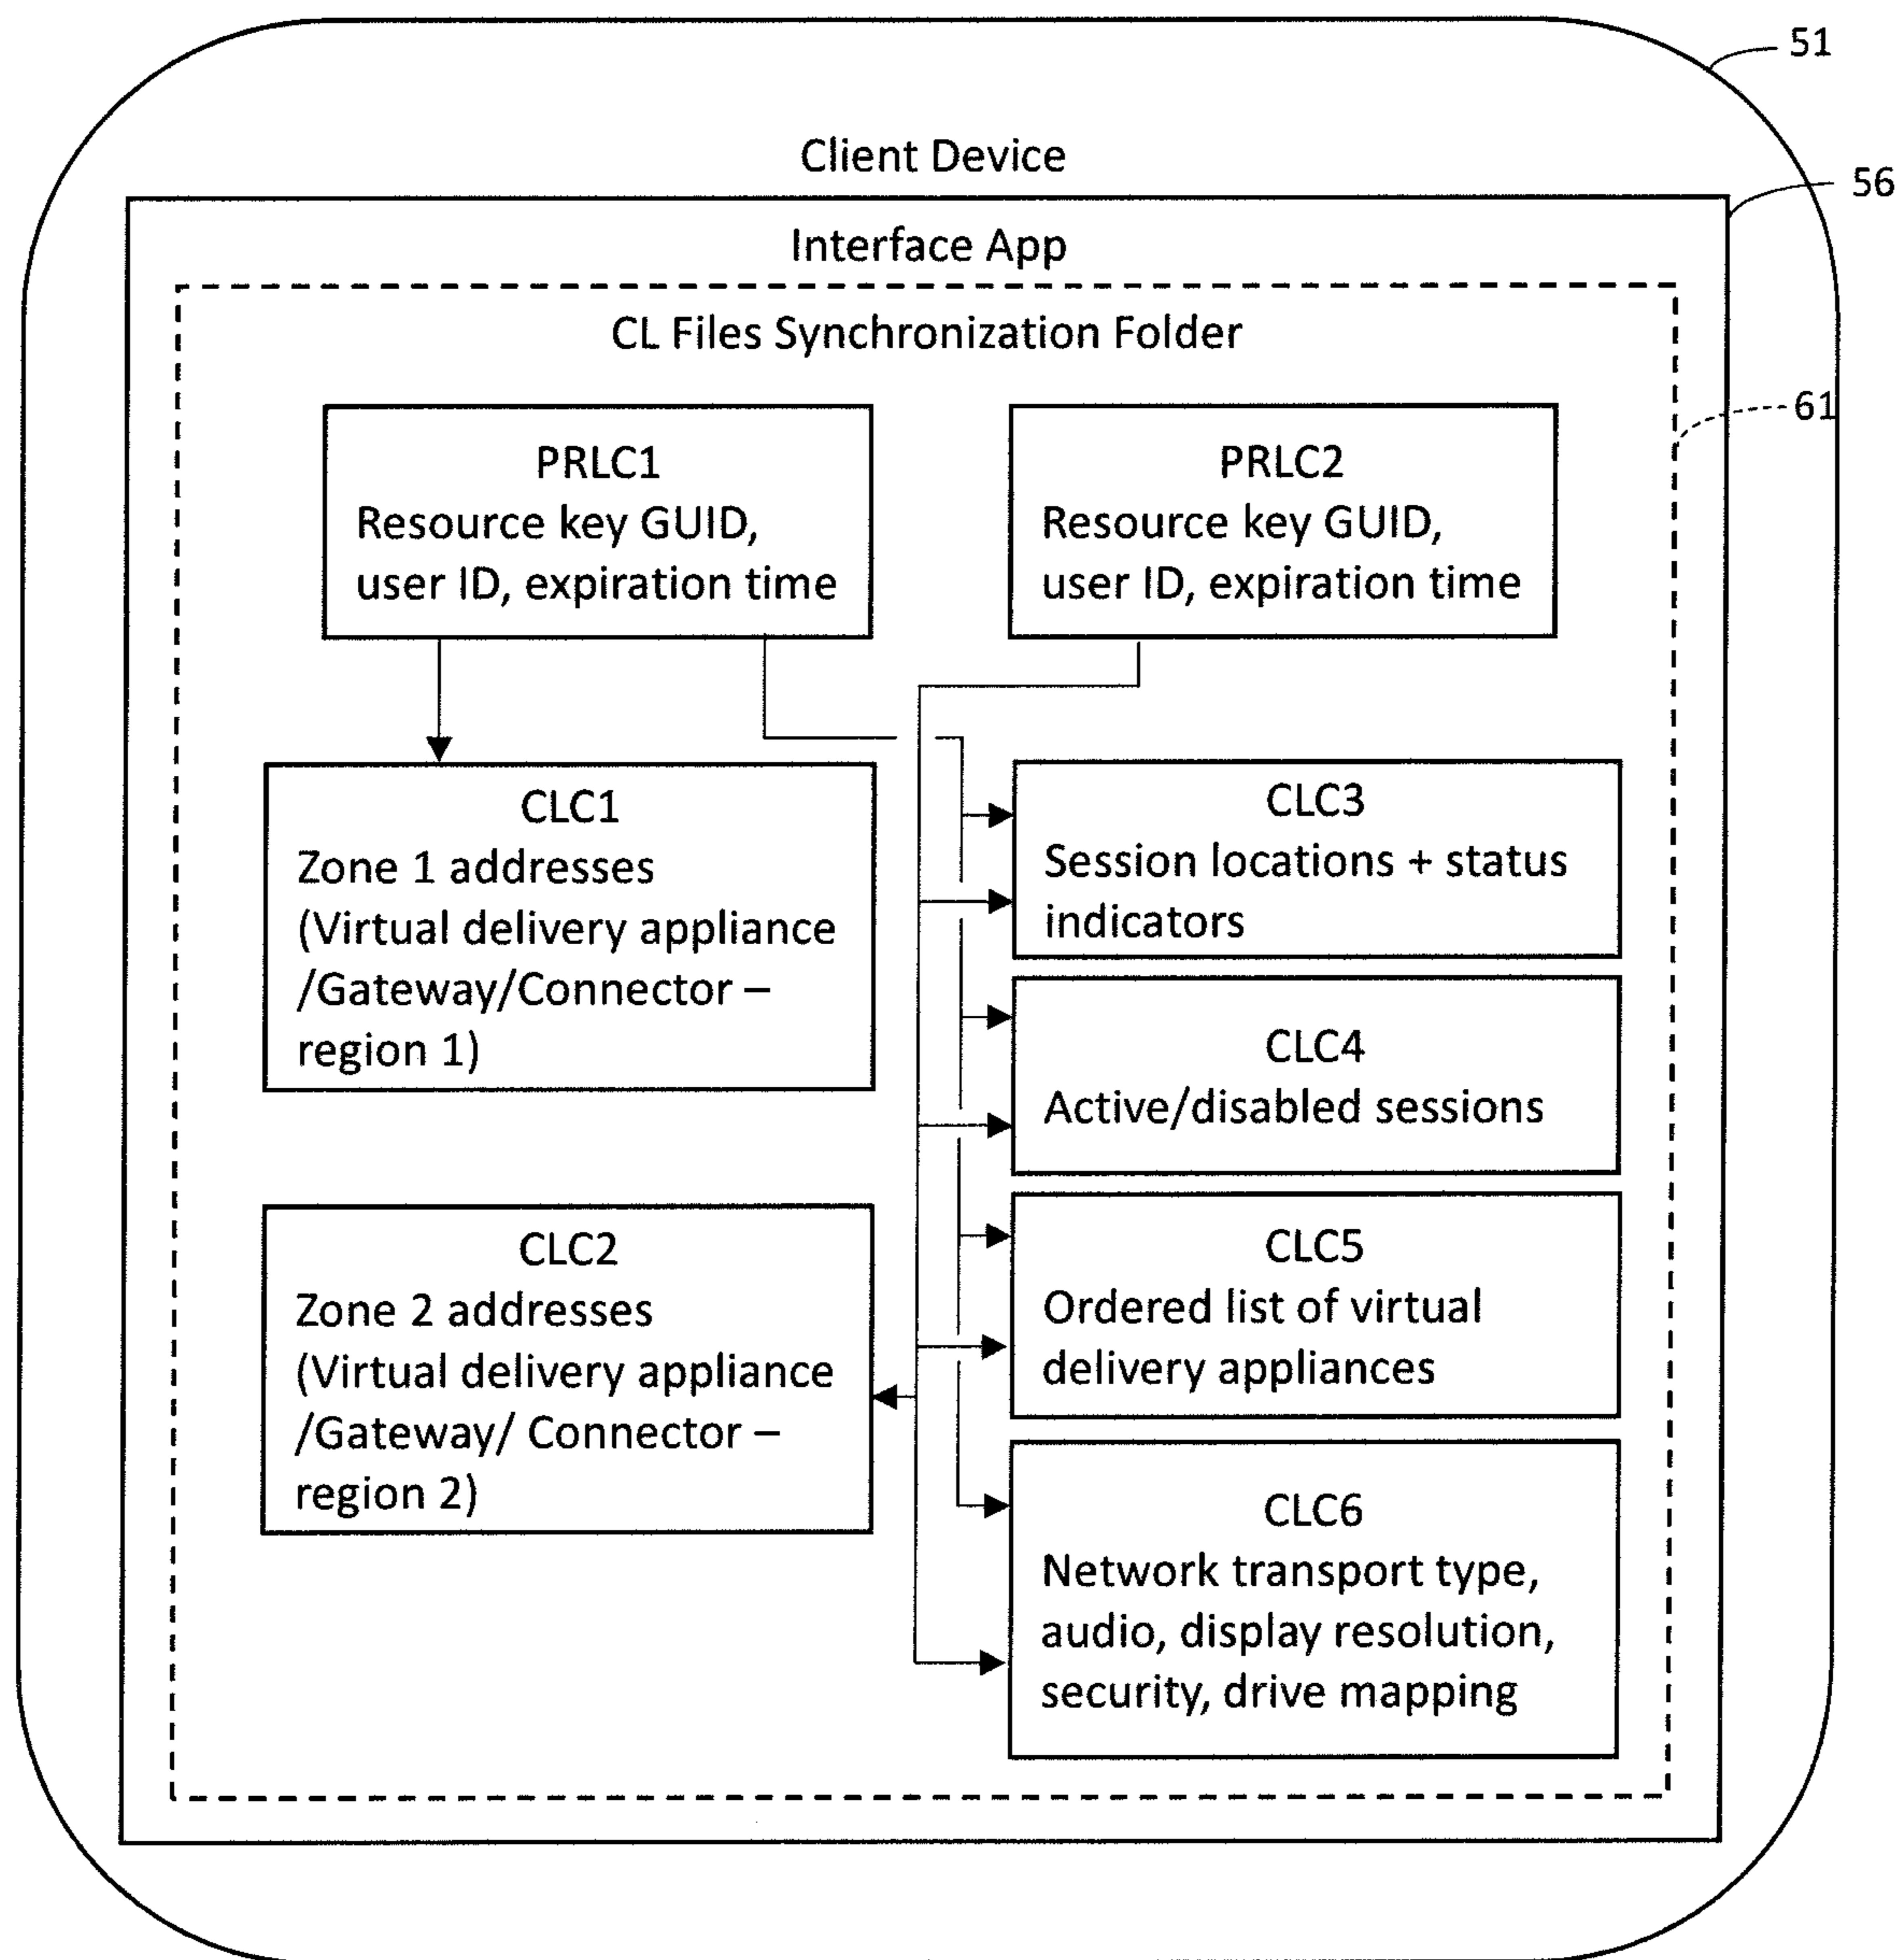 51
Client Device
56
Interface App
CL Files Synchronization Folder
61
PRLC1
Resource key GUID,
user ID, expiration time
PRLC2
Resource key GUID,
user ID, expiration time
CLC1
Zone 1 addresses
(Virtual delivery appliance
/Gateway/Connector –
region 1)
CLC3
Session locations + status
indicators
CLC4
Active/disabled sessions
CLC2
Zone 2 addresses
(Virtual delivery appliance
/Gateway/ Connector –
region 2)
CLC5
Ordered list of virtual
delivery appliances
CLC6
Network transport type,
audio, display resolution,
security, drive mapping